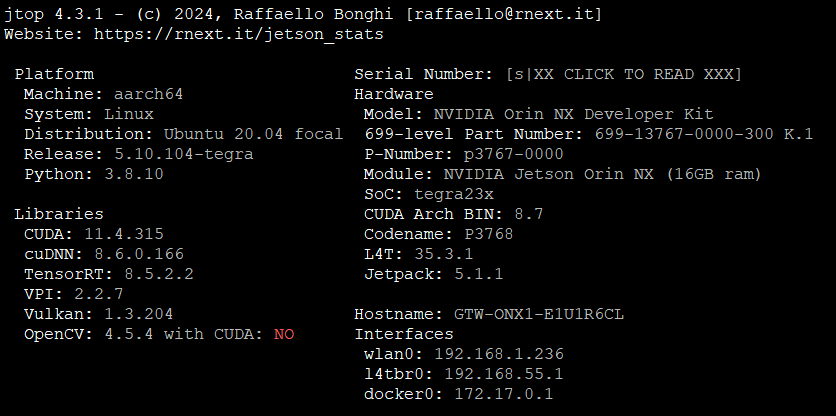 jtop 4.3.1 - (c) 2024, Raffaello Bonghi [raffaello@rnext.it]
Website: https://rnext.it/jetson_stats
Platform
Machine: aarch64
System: Linux
Distribution: Ubuntu 20.04 focal
Release: 5.10.104-tegra
Python: 3.8.10
Libraries
CUDA: 11.4.315
cuDNN: 8.6.0.166
TensorRT: 8.5.2.2
VPI: 2.2.7
Vulkan: 1.3.204
OpenCV: 4.5.4 with CUDA: NO
Serial Number: [s|XX CLICK TO READ XXX]
Hardware
Model: NVIDIA Orin NX Developer Kit
699-level Part Number: 699-13767-0000-300 K.1
P-Number: p3767-0000
Module: NVIDIA Jetson Orin NX (16GB ram)
SoC: tegra23x
CUDA Arch BIN: 8.7
Codename: P3768
L4T: 35.3.1
Jetpack: 5.1.1
Hostname: GTW-ONX1-E1U1R6CL
Interfaces
wlan0: 192.168.1.236
l4tbr0: 192.168.55.1
docker0: 172.17.0.1